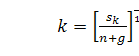 k = [s_k / (n+g)]^1